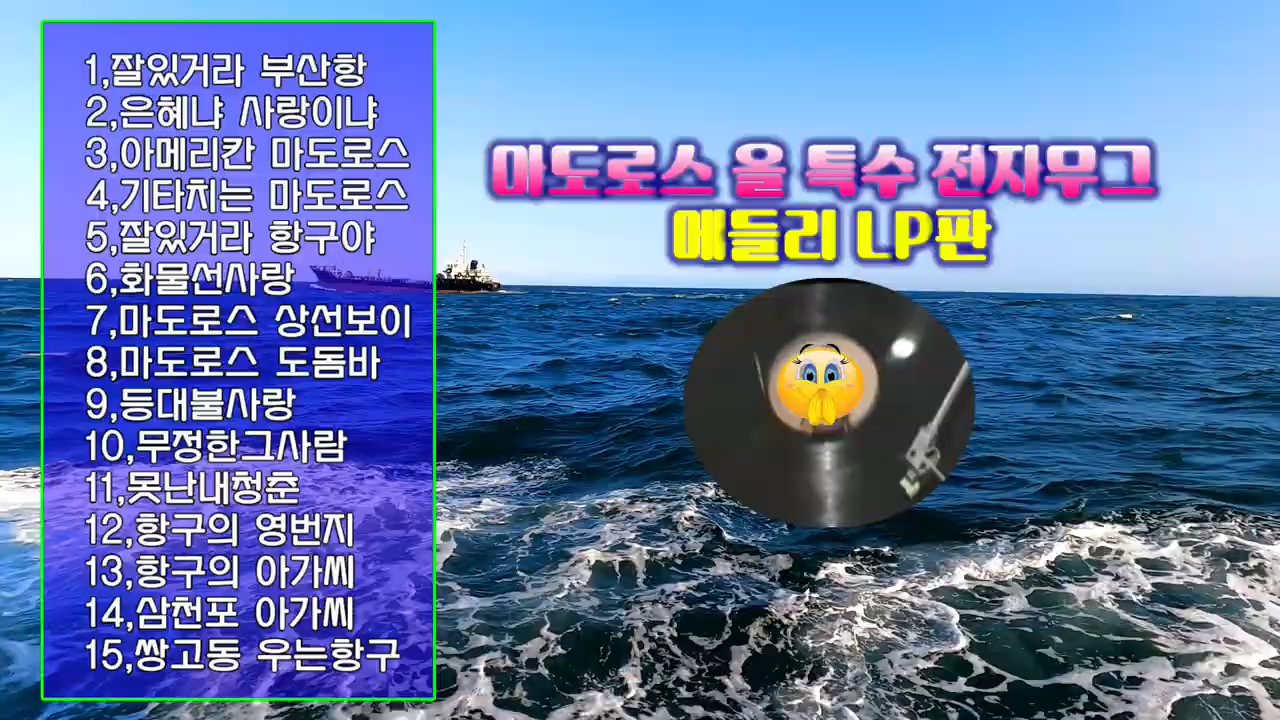 1,잘있거라 부산항
2,은혜냐 사랑이냐
3,아메리칸 마도로스
4,기타치는 마도로스
5,잘있거라 항구야
6,화물선사랑
7,마도로스 상선보이
8,마도로스 도돔바
9,등대불사랑
10,무정한그사람
11,못난내청춘
12,항구의 영번지
13,항구의 아가씨
14,삼천포 아가씨
15,쌍고동 우는항구
마도로스 올 특수 전자무그
애들리 LP판